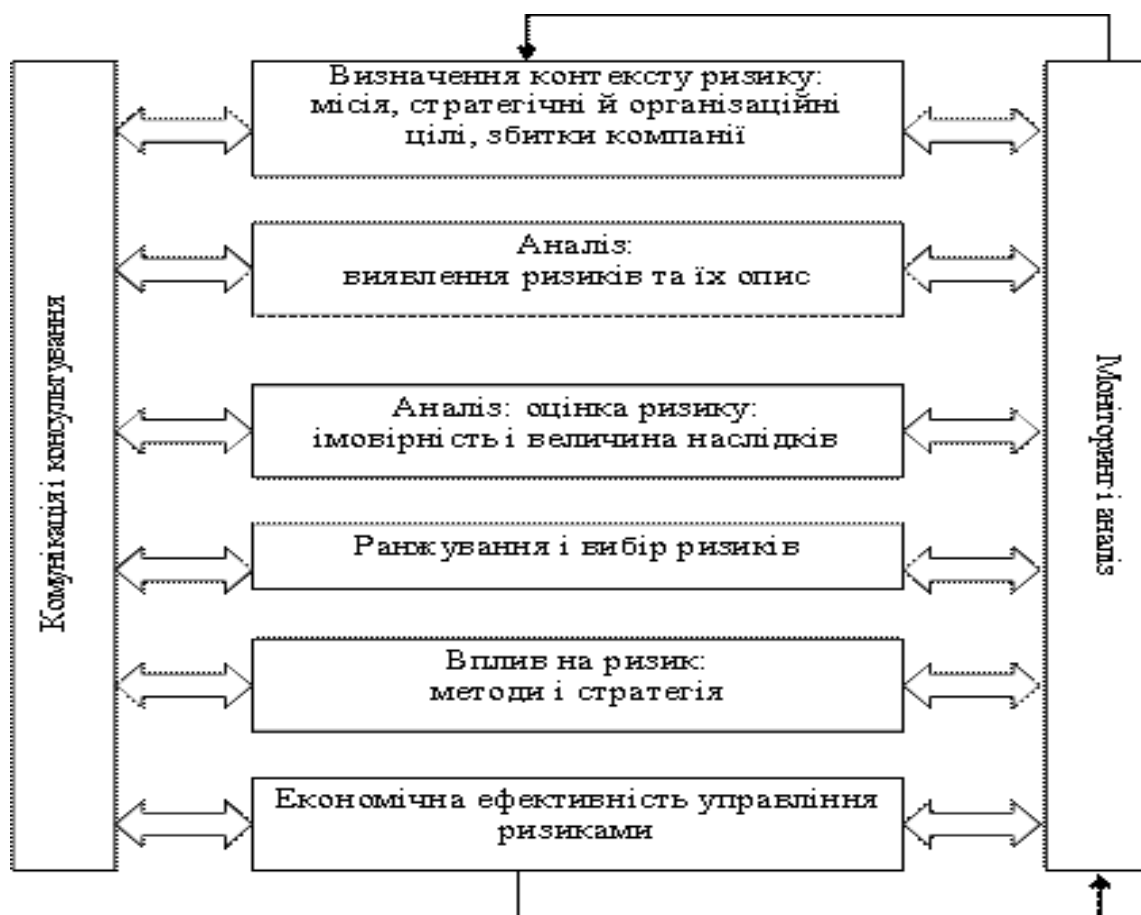 Визначення контексту ризику:
місія, стратегічні й організаційні
цілі, збитки компанії
Аналіз:
виявлення ризиків та їх опис
Аналіз: оцінка ризику:
імовірність і величина наслідків
Ранжування і вибір ризиків
Вплив на ризик:
методи і стратегія
Економічна ефективність управління
ризиками
Комунікація і консультування
Моніторинг і аналіз